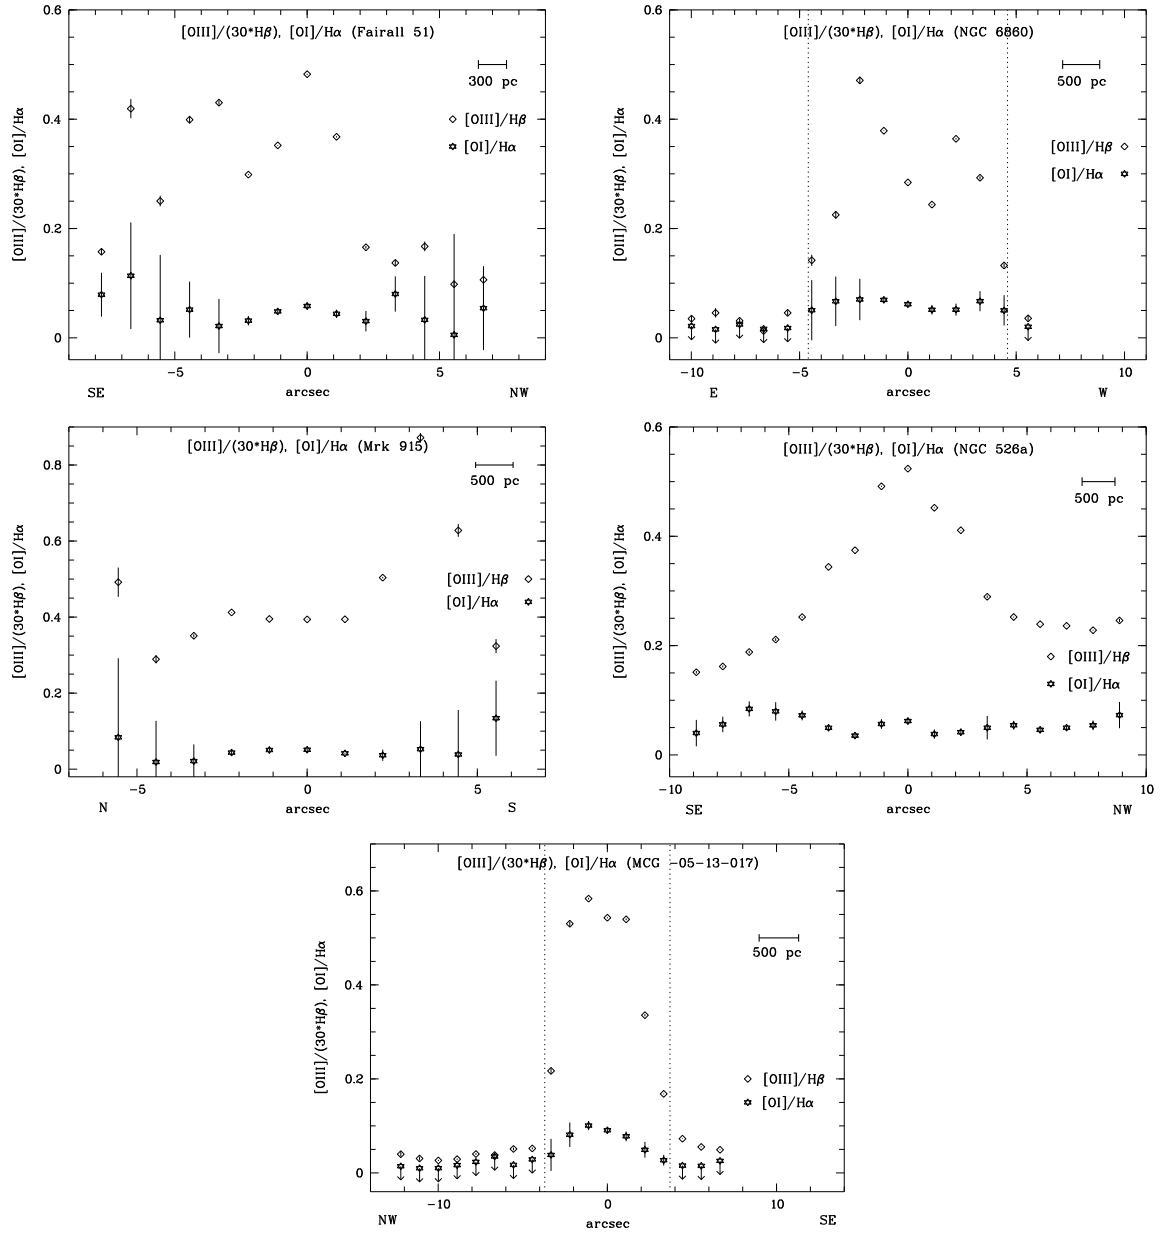 [OIII]/(30*Hβ), [OI]/Hα (Fairall 51)
300 pc
[OIII]/Hβ
[OI]/Hα
[OIII]/(30*Hβ), [OI]/Hα
0.6
0.4
0.2
0
−5 0 5
SE arcsec NW
[OIII]/(30*Hβ), [OI]/Hα (NGC 6860)
500 pc
[OIII]/Hβ
[OI]/Hα
[OIII]/(30*Hβ), [OI]/Hα
0.6
0.4
0.2
0
−10 −5 0 5 10
E arcsec W
[OIII]/(30*Hβ), [OI]/Hα (Mrk 915)
500 pc
[OIII]/Hβ
[OI]/Hα
[OIII]/(30*Hβ), [OI]/Hα
0.8
0.6
0.4
0.2
0
−5 0 5
N arcsec S
[OIII]/(30*Hβ), [OI]/Hα (NGC 526a)
500 pc
[OIII]/Hβ
[OI]/Hα
[OIII]/(30*Hβ), [OI]/Hα
0.6
0.4
0.2
0
−10 −5 0 5 10
SE arcsec NW
[OIII]/(30*Hβ), [OI]/Hα (MCG −05−13−017)
500 pc
[OIII]/Hβ
[OI]/Hα
[OIII]/(30*Hβ), [OI]/Hα
0.6
0.4
0.2
0
−10 0 10
NW arcsec SE